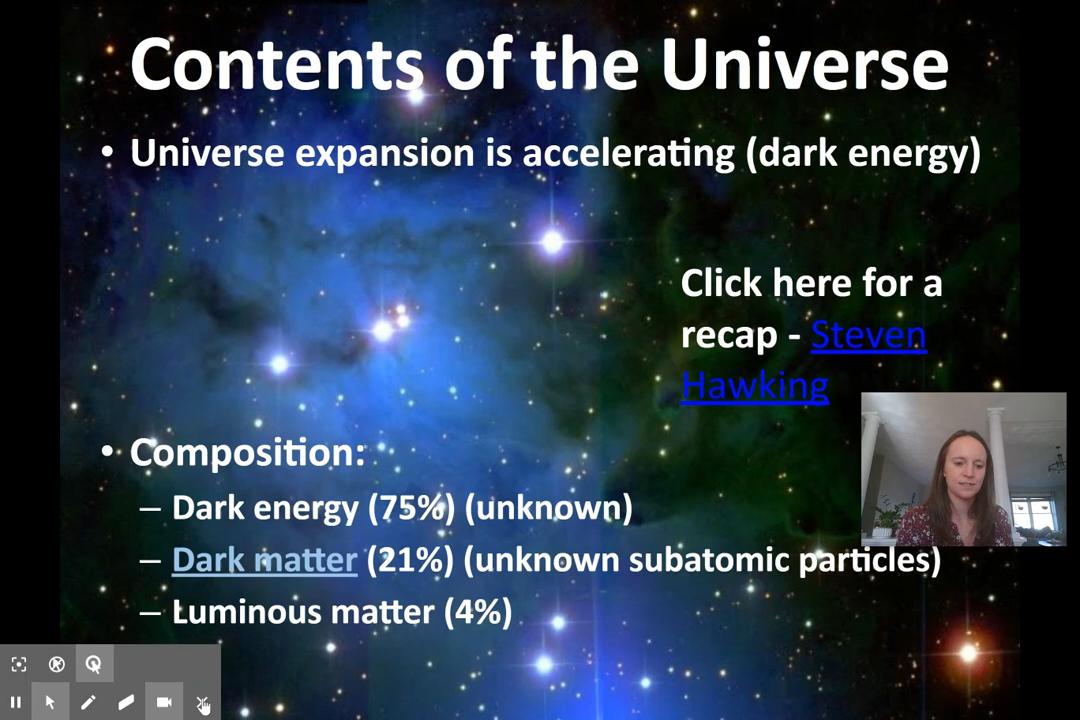 Contents of the Universe
• Universe expansion is accelerating (dark energy)
Click here for a
recap - Steven
Hawking
• Composition:
– Dark energy (75%) (unknown)
– Dark matter (21%) (unknown subatomic particles)
– Luminous matter (4%)